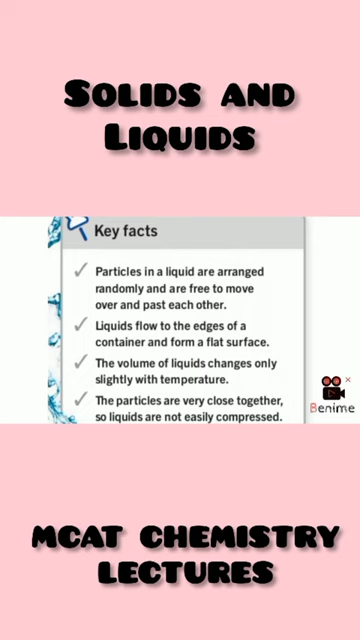 Solids and
Liquids
Key facts
✓ Particles in a liquid are arranged
randomly and are free to move
over and past each other.
✓ Liquids flow to the edges of a
container and form a flat surface.
✓ The volume of liquids changes only
slightly with temperature.
✓ The particles are very close together,
so liquids are not easily compressed.
Benime
MCAT CHEMISTRY
LECTURES